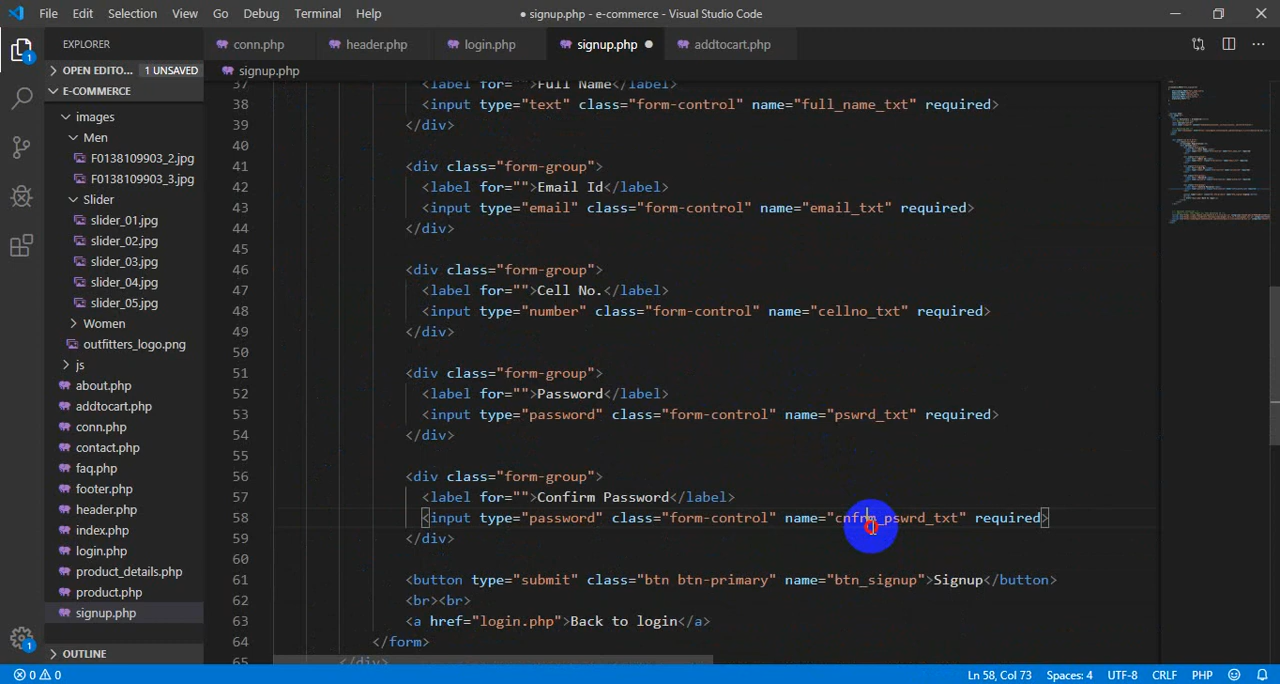 File Edit Selection View Go Debug Terminal Help
● signup.php - e-commerce - Visual Studio Code
EXPLORER
conn.php header.php login.php signup.php ● addtocart.php
OPEN EDITO... 1 UNSAVED
signup.php
E-COMMERCE
images
Men
F0138109903_2.jpg
F0138109903_3.jpg
Slider
slider_01.jpg
slider_02.jpg
slider_03.jpg
slider_04.jpg
slider_05.jpg
Women
outfitters_logo.png
js
about.php
addtocart.php
conn.php
contact.php
faq.php
footer.php
header.php
index.php
login.php
product_details.php
product.php
signup.php
OUTLINE
37 <label for="">Full Name</label>
38 <input type="text" class="form-control" name="full_name_txt" required>
39 </div>
40
41 <div class="form-group">
42 <label for="">Email Id</label>
43 <input type="email" class="form-control" name="email_txt" required>
44 </div>
45
46 <div class="form-group">
47 <label for="">Cell No.</label>
48 <input type="number" class="form-control" name="cellno_txt" required>
49 </div>
50
51 <div class="form-group">
52 <label for="">Password</label>
53 <input type="password" class="form-control" name="pswrd_txt" required>
54 </div>
55
56 <div class="form-group">
57 <label for="">Confirm Password</label>
58 <input type="password" class="form-control" name="cnfrm_pswrd_txt" required>
59 </div>
60
61 <button type="submit" class="btn btn-primary" name="btn_signup">Signup</button>
62 <br><br>
63 <a href="login.php">Back to login</a>
64 </form>
65 </div>
0 0 Ln 58, Col 73 Spaces: 4 UTF-8 CRLF PHP